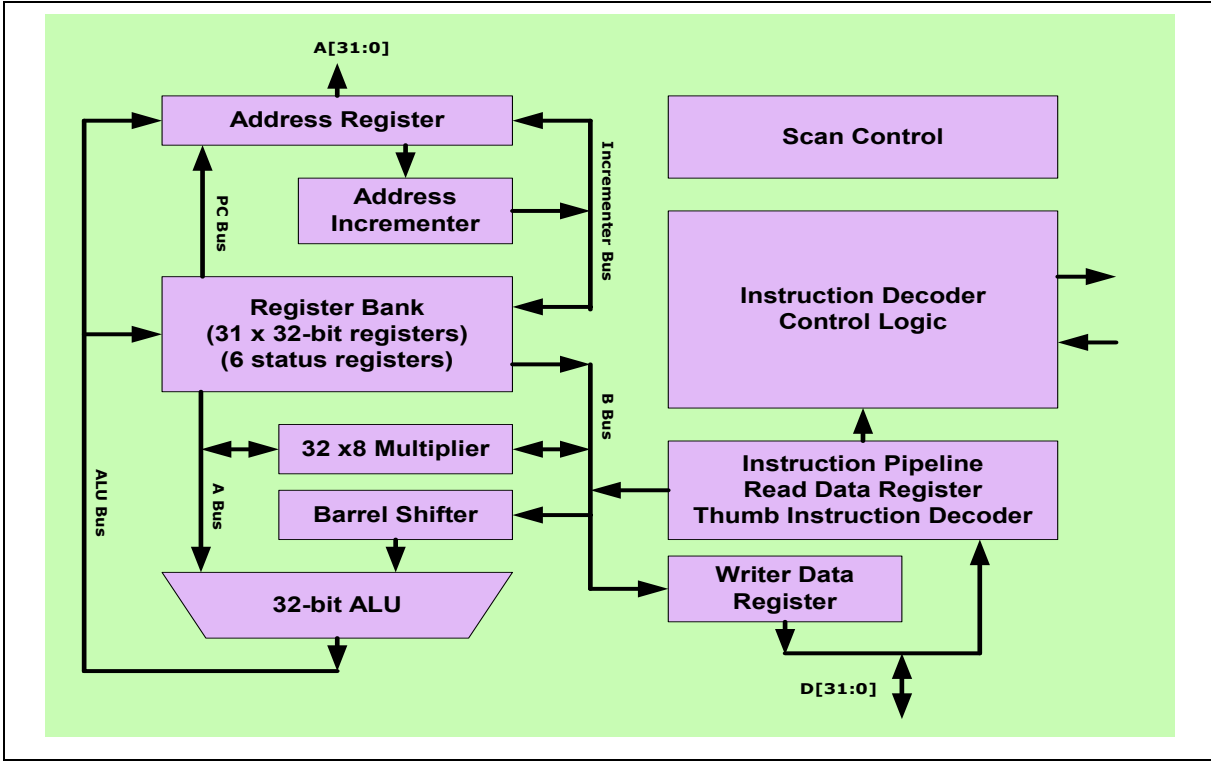 A[31:0]
Address Register
Scan Control
Incrementer Bus
PC Bus
Address
Incrementer
Instruction Decoder
Control Logic
Register Bank
(31 x 32-bit registers)
(6 status registers)
B Bus
32 x8 Multiplier
ALU Bus
A Bus
Instruction Pipeline
Read Data Register
Thumb Instruction Decoder
Barrel Shifter
Writer Data
Register
32-bit ALU
D[31:0]